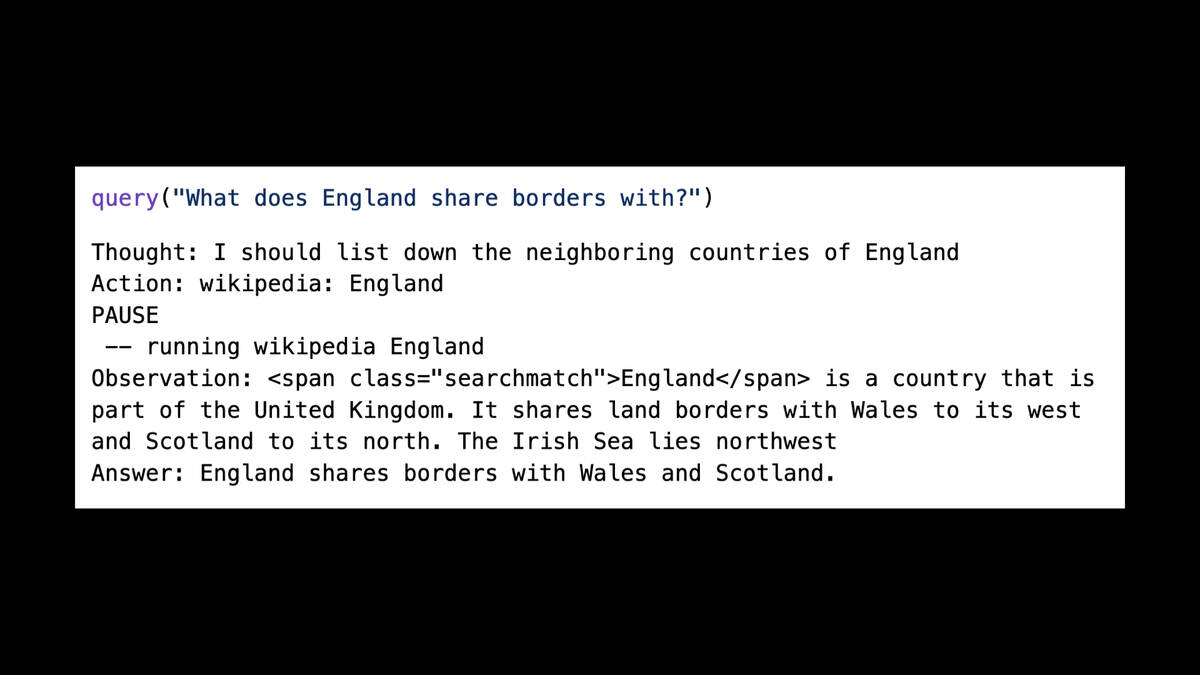 query("What does England share borders with?")
Thought: I should list down the neighboring countries of England
Action: wikipedia: England
PAUSE
 -- running wikipedia England
Observation: <span class="searchmatch">England</span> is a country that is
part of the United Kingdom. It shares land borders with Wales to its west
and Scotland to its north. The Irish Sea lies northwest
Answer: England shares borders with Wales and Scotland.